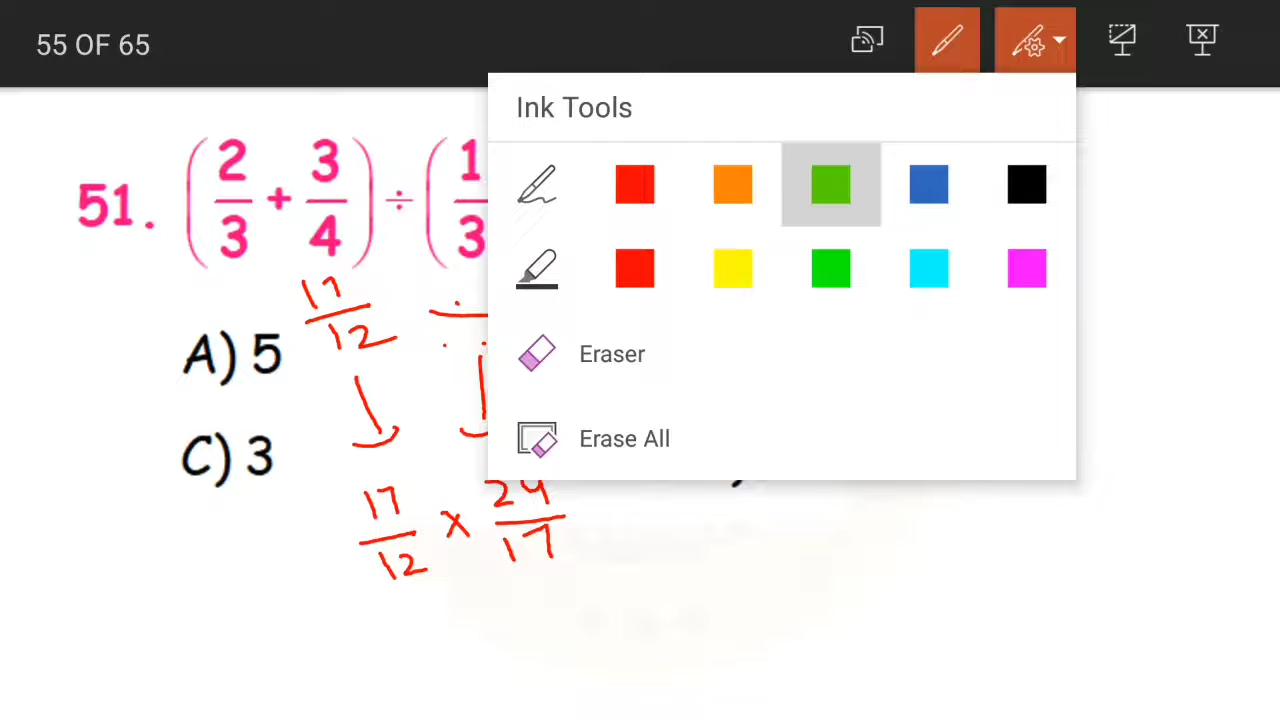 55 OF 65
Ink Tools
51. (2/3 + 3/4) ÷ (1/3
17/12 ÷
A) 5
Eraser
C) 3
Erase All
17/12 × 24/17